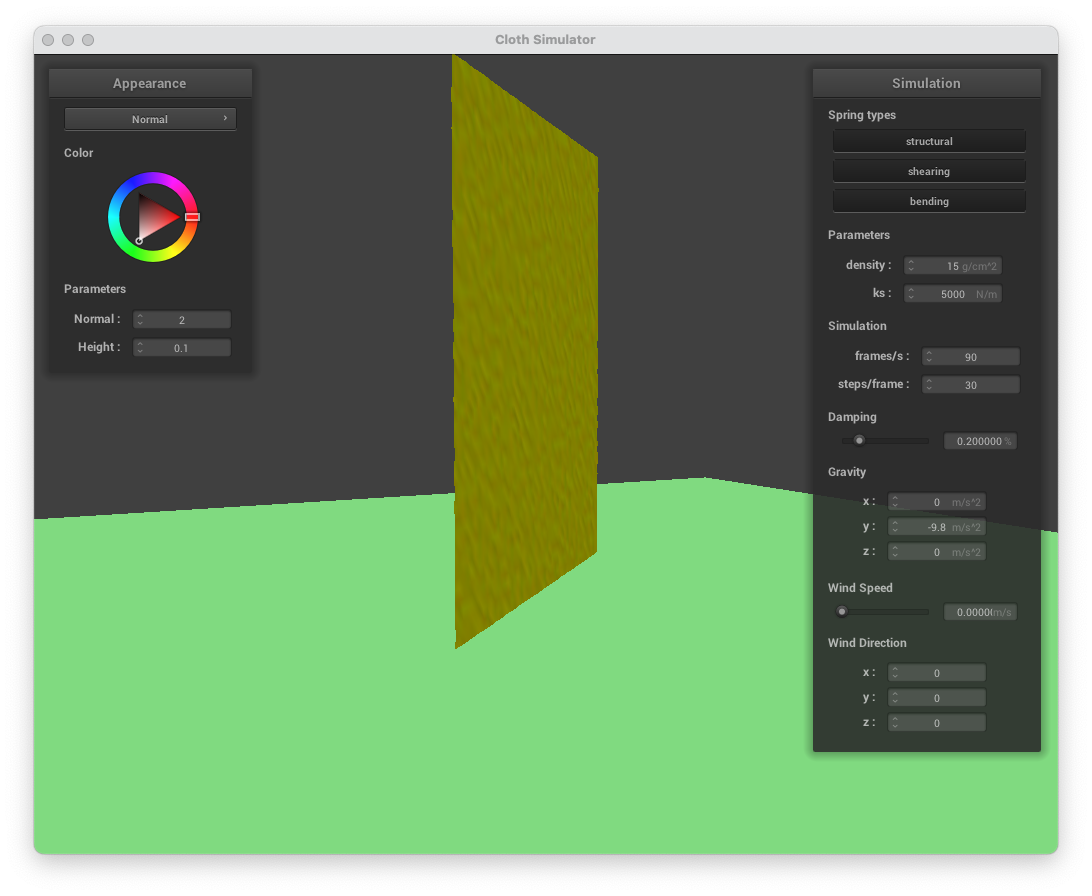 Cloth Simulator
Appearance
Normal
Color
Parameters
Normal : 2
Height : 0.1
Simulation
Spring types
structural
shearing
bending
Parameters
density : 15 g/cm^2
ks : 5000 N/m
Simulation
frames/s : 90
steps/frame : 30
Damping
0.200000 %
Gravity
x : 0 m/s^2
y : -9.8 m/s^2
z : 0 m/s^2
Wind Speed
0.0000 m/s
Wind Direction
x : 0
y : 0
z : 0